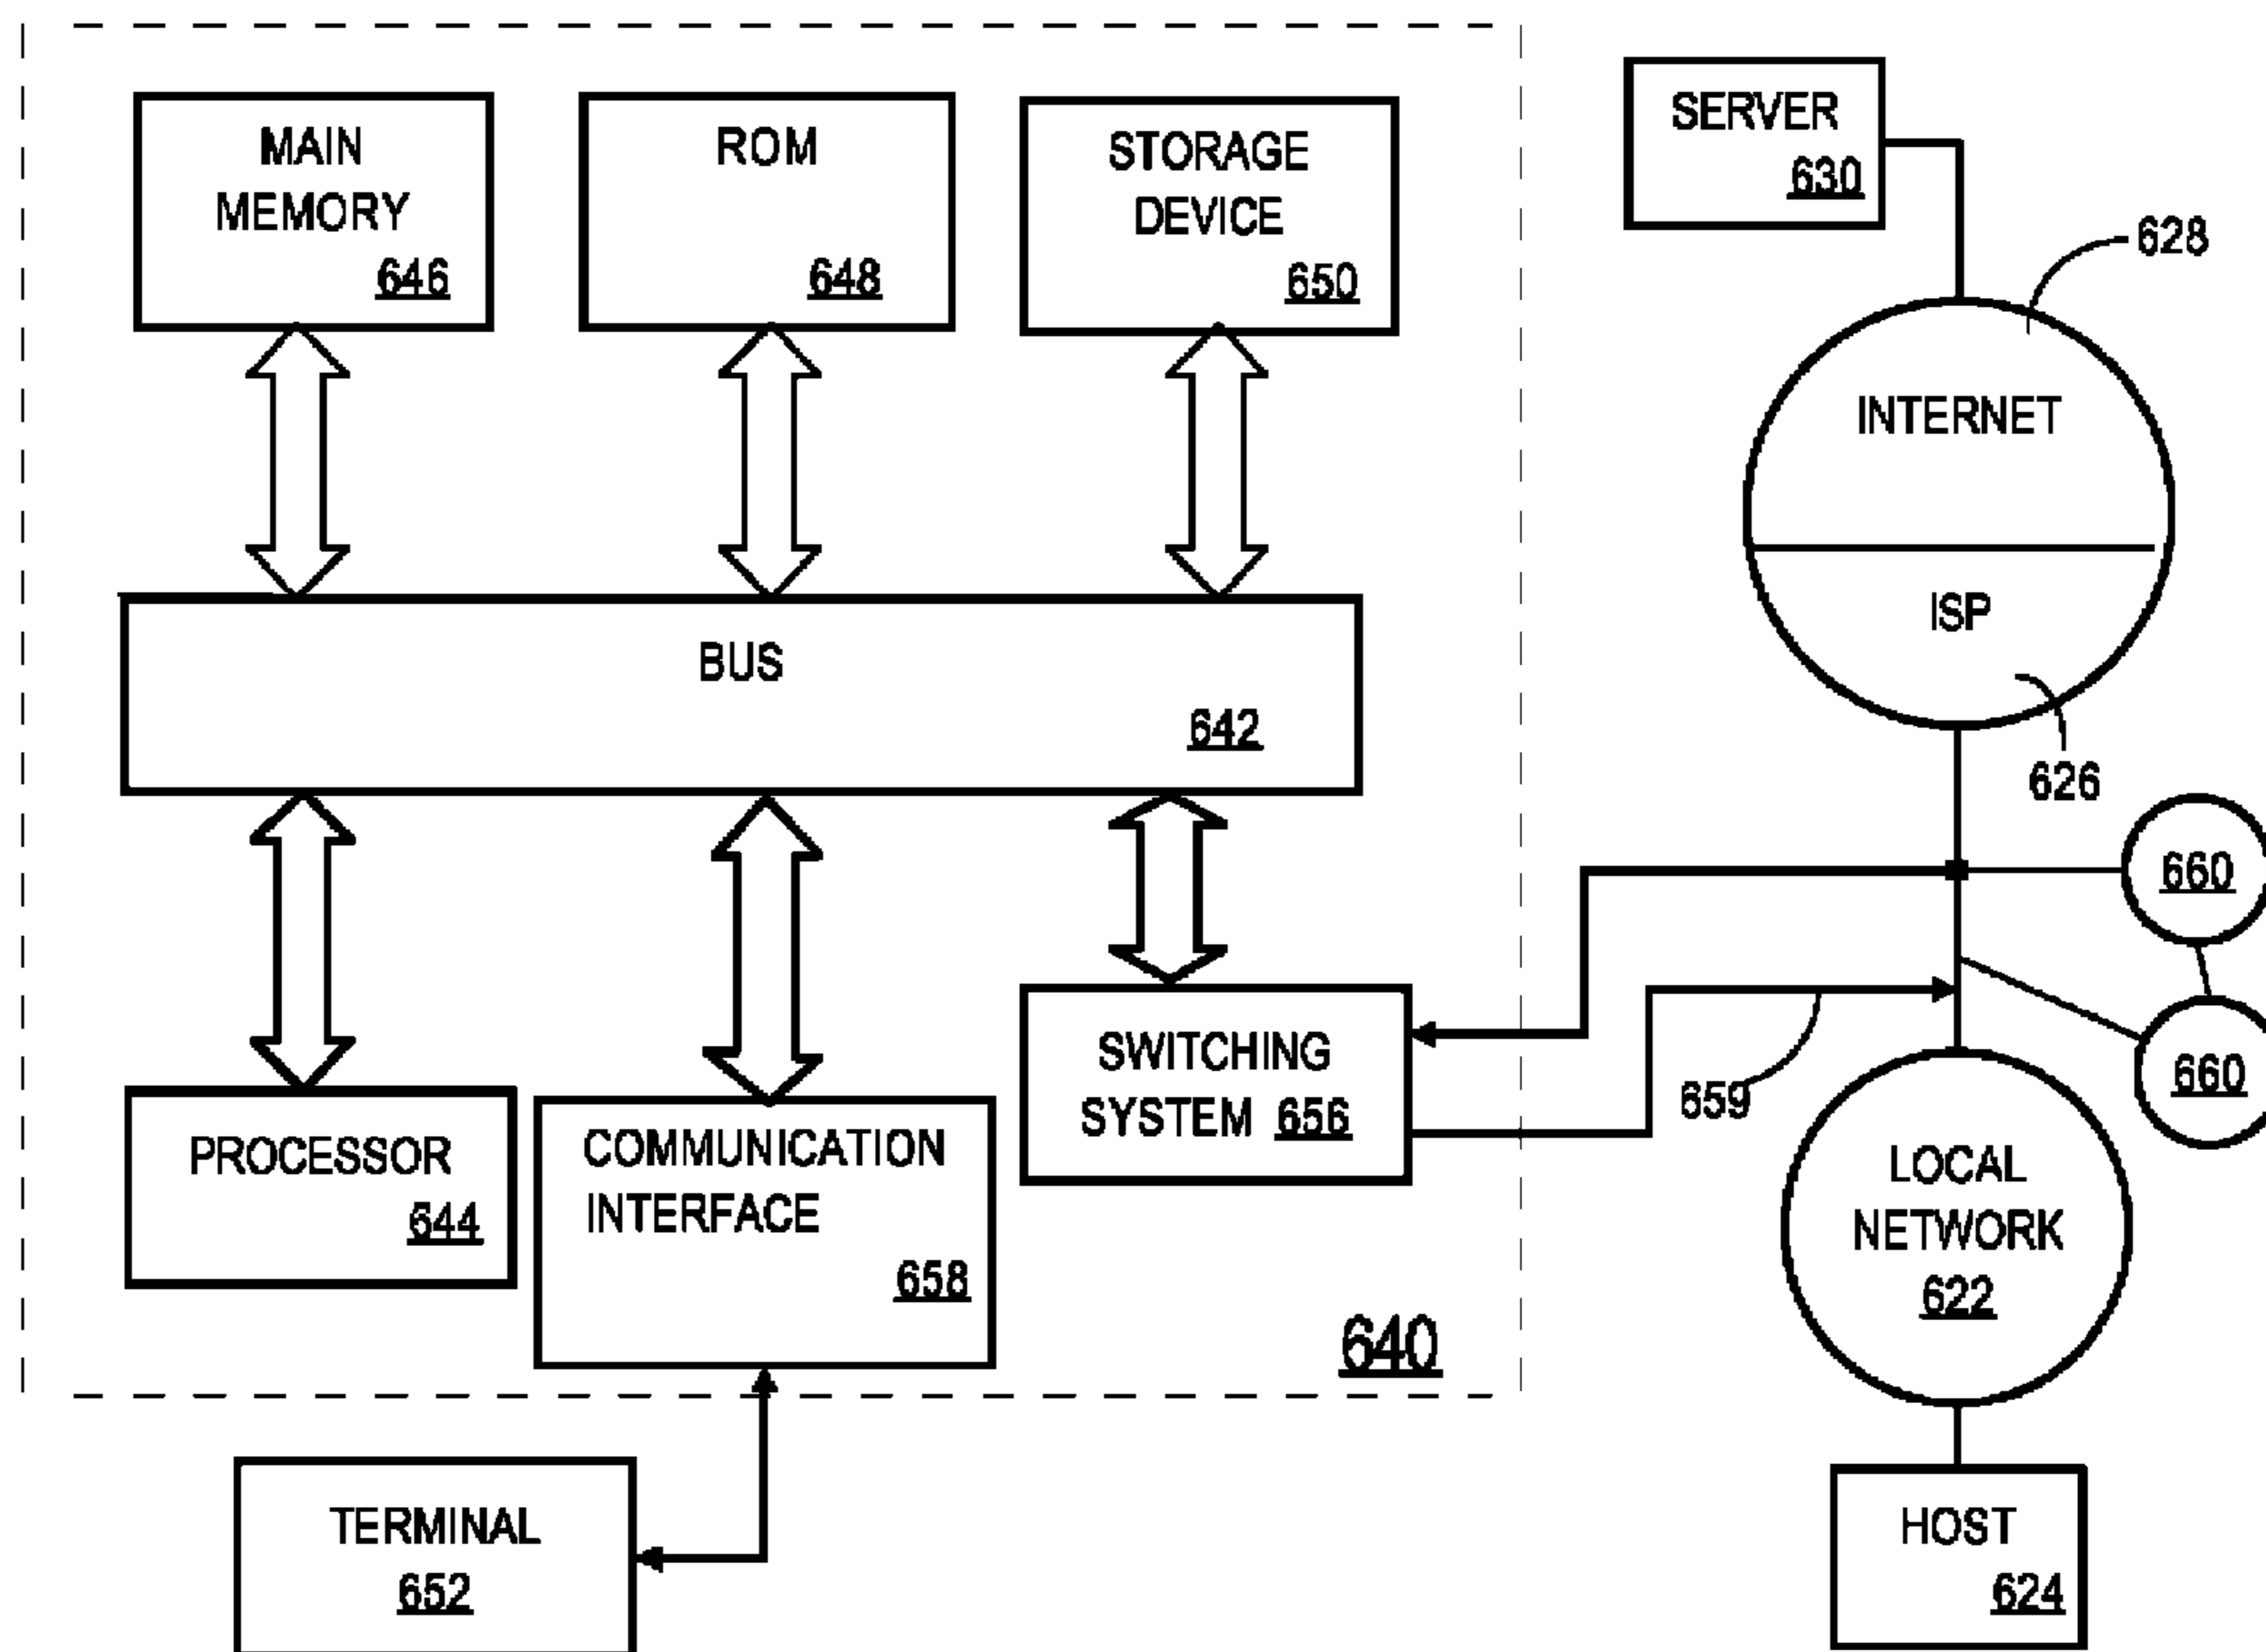 MAIN
MEMORY
646
ROM
648
STORAGE
DEVICE
650
SERVER
630
628
INTERNET
ISP
626
BUS
642
660
660
SWITCHING
SYSTEM 656
659
PROCESSOR
644
COMMUNICATION
INTERFACE
658
640
LOCAL
NETWORK
622
TERMINAL
652
HOST
624